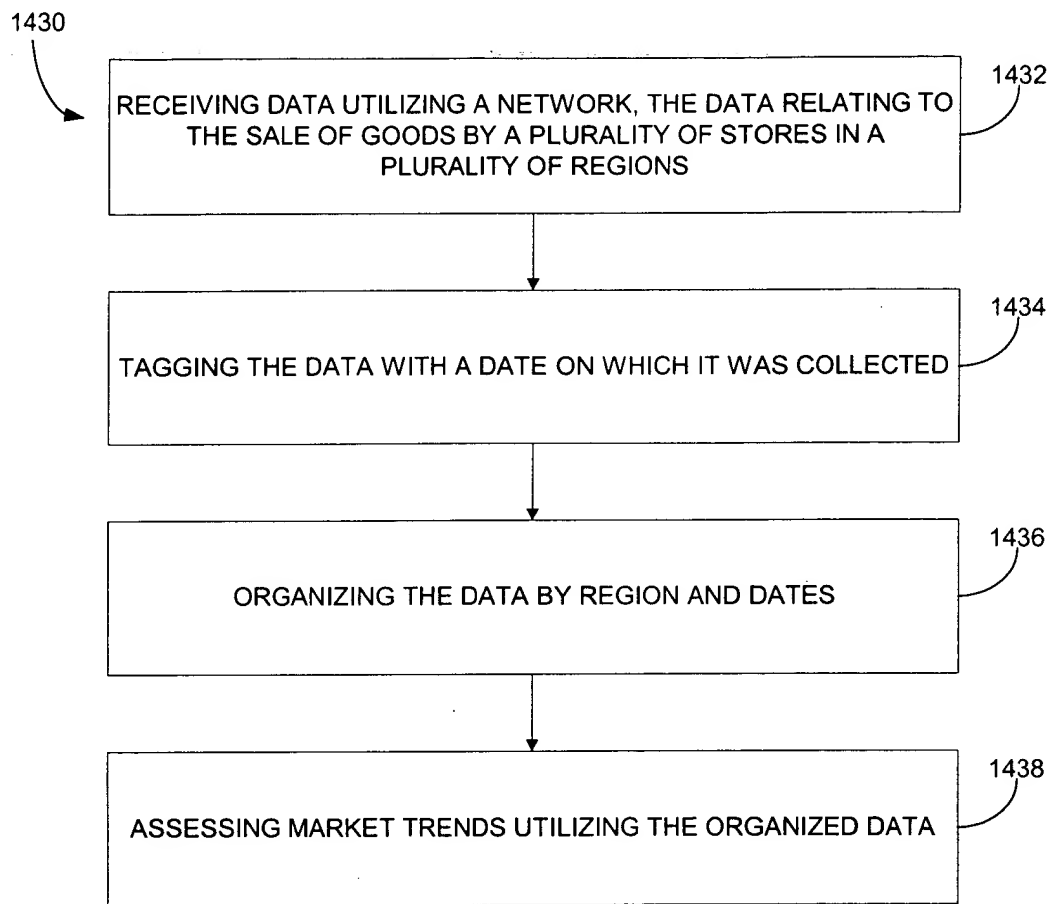 1430
1432
RECEIVING DATA UTILIZING A NETWORK, THE DATA RELATING TO
THE SALE OF GOODS BY A PLURALITY OF STORES IN A
PLURALITY OF REGIONS
1434
TAGGING THE DATA WITH A DATE ON WHICH IT WAS COLLECTED
1436
ORGANIZING THE DATA BY REGION AND DATES
1438
ASSESSING MARKET TRENDS UTILIZING THE ORGANIZED DATA